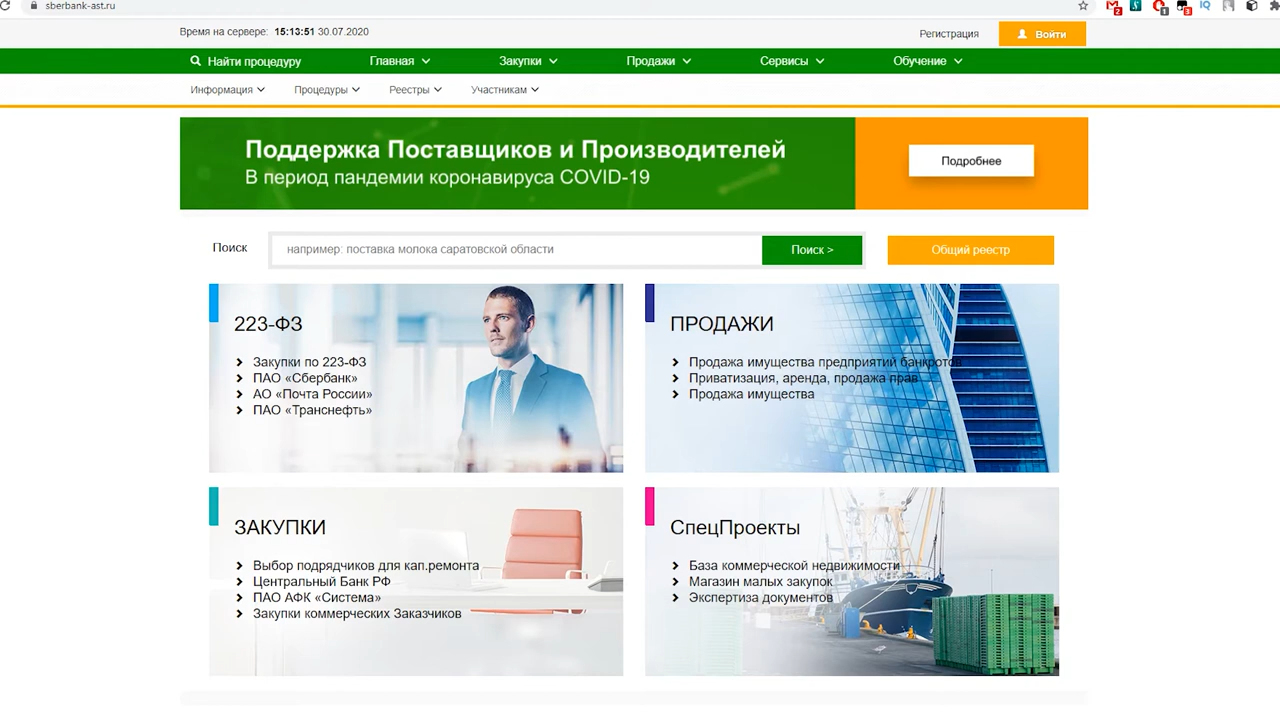 sberbank-ast.ru
2
1
3
IQ
Время на сервере: 15:13:51 30.07.2020
Регистрация
Войти
Найти процедуру
Главная
Закупки
Продажи
Сервисы
Обучение
Информация
Процедуры
Реестры
Участникам
Поддержка Поставщиков и Производителей
В период пандемии коронавируса COVID-19
Подробнее
Поиск
например: поставка молока саратовской области
Поиск >
Общий реестр
223-ФЗ
Закупки по 223-ФЗ
ПАО «Сбербанк»
АО «Почта России»
ПАО «Транснефть»
ПРОДАЖИ
Продажа имущества предприятий банкротов
Приватизация, аренда, продажа прав
Продажа имущества
ЗАКУПКИ
Выбор подрядчиков для кап.ремонта
Центральный Банк РФ
ПАО АФК «Система»
Закупки коммерческих Заказчиков
СпецПроекты
База коммерческой недвижимости
Магазин малых закупок
Экспертиза документов